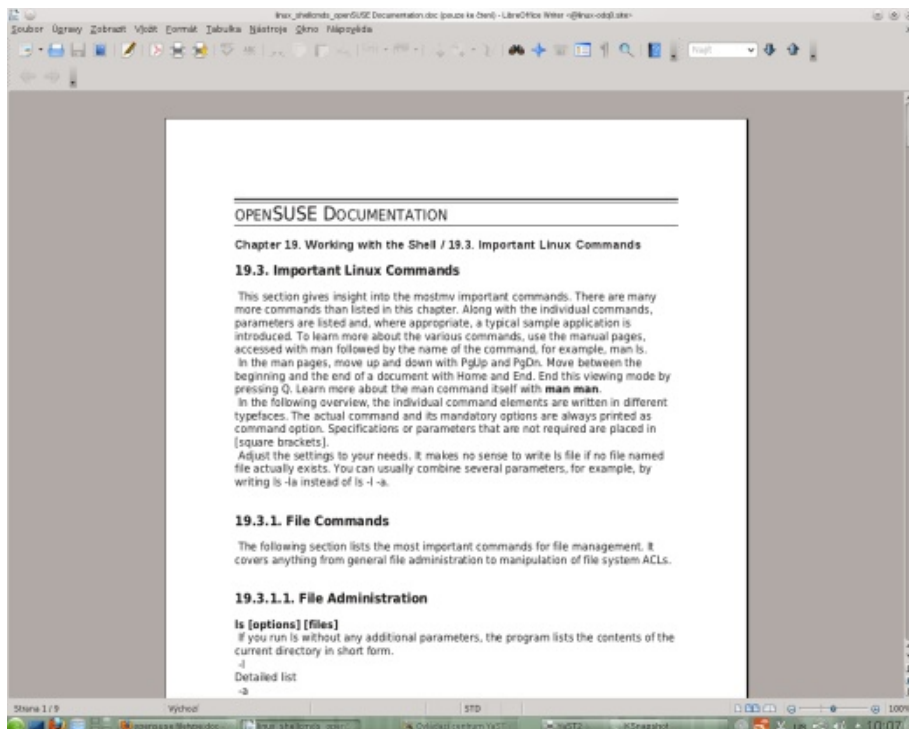 linux_shellcmds_openSUSE Documentation.doc (pouze ke čtení) - LibreOffice Writer
Soubor Úpravy Zobrazit Vložit Formát Tabulka Nástroje Okno Nápověda
Najít
OPENSUSE DOCUMENTATION
Chapter 19. Working with the Shell / 19.3. Important Linux Commands
19.3. Important Linux Commands
This section gives insight into the mostmv important commands. There are many
more commands than listed in this chapter. Along with the individual commands,
parameters are listed and, where appropriate, a typical sample application is
introduced. To learn more about the various commands, use the manual pages,
accessed with man followed by the name of the command, for example, man ls.
In the man pages, move up and down with PgUp and PgDn. Move between the
beginning and the end of a document with Home and End. End this viewing mode by
pressing Q. Learn more about the man command itself with man man.
In the following overview, the individual command elements are written in different
typefaces. The actual command and its mandatory options are always printed as
command option. Specifications or parameters that are not required are placed in
[square brackets].
Adjust the settings to your needs. It makes no sense to write ls file if no file named
file actually exists. You can usually combine several parameters, for example, by
writing ls -la instead of ls -l -a.
19.3.1. File Commands
The following section lists the most important commands for file management. It
covers anything from general file administration to manipulation of file system ACLs.
19.3.1.1. File Administration
ls [options] [files]
If you run ls without any additional parameters, the program lists the contents of the
current directory in short form.
-l
Detailed list
-a
Strana 1 / 9 Výchozí STD 100%
YaST2 KSnapshot 10:07